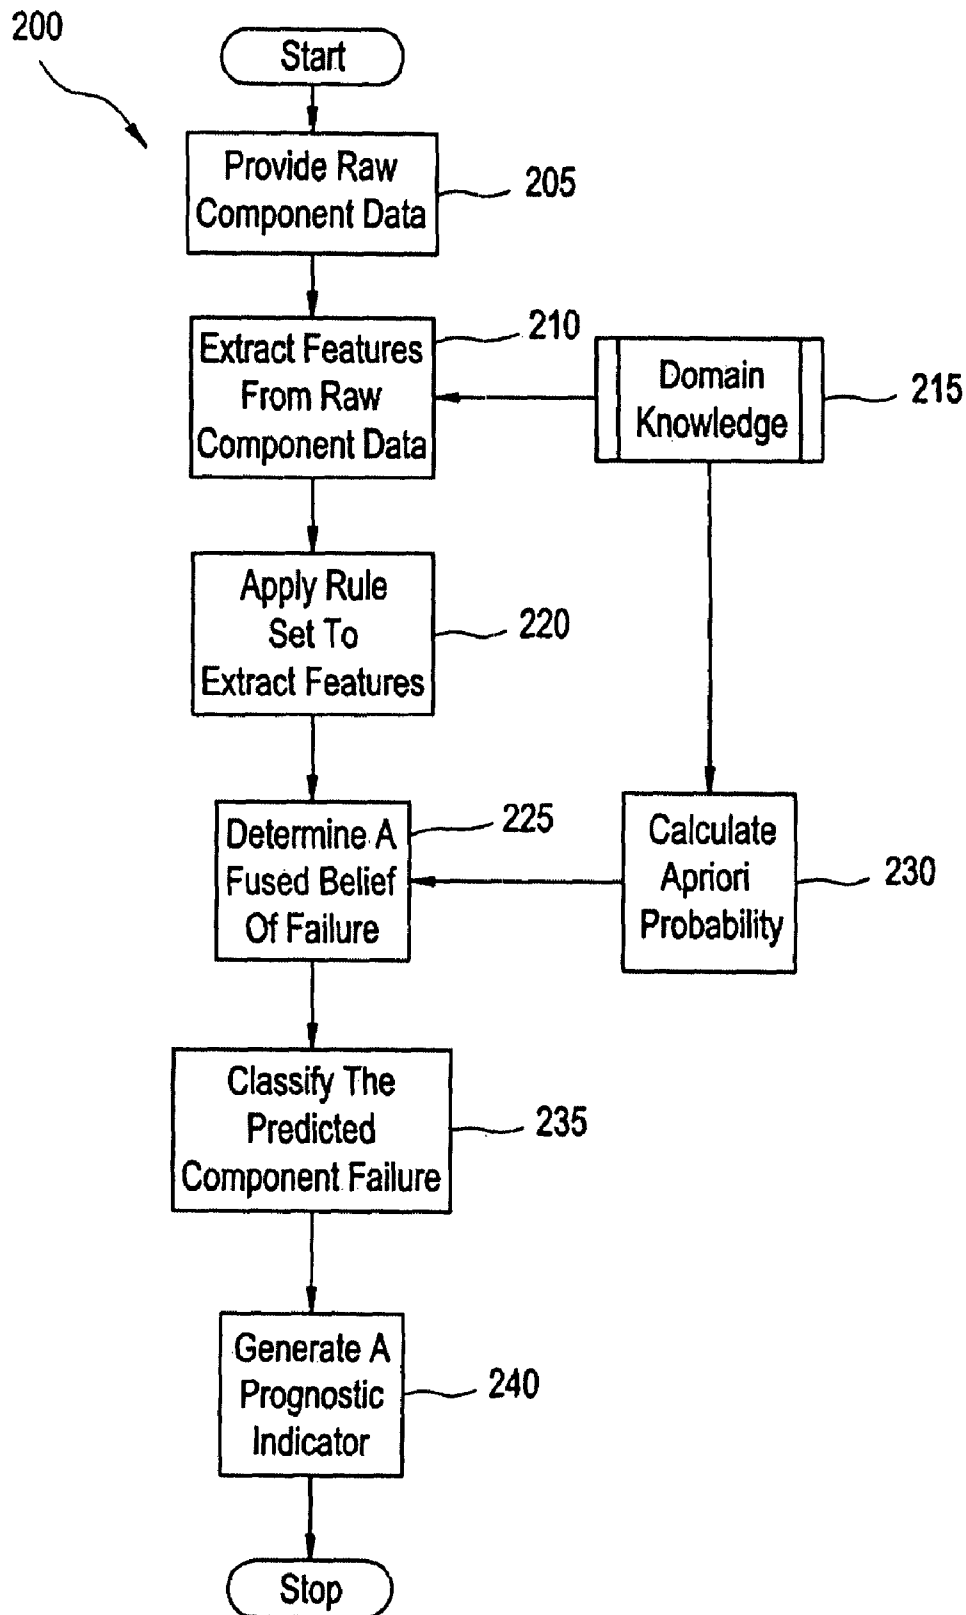 200
Start
Provide Raw
Component Data
205
Extract Features
From Raw
Component Data
210
Domain
Knowledge
215
Apply Rule
Set To
Extract Features
220
Determine A
Fused Belief
Of Failure
225
Calculate
Apriori
Probability
230
Classify The
Predicted
Component Failure
235
Generate A
Prognostic
Indicator
240
Stop